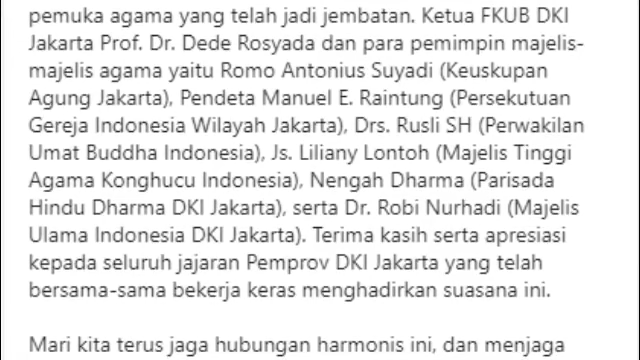 pemuka agama yang telah jadi jembatan. Ketua FKUB DKI
Jakarta Prof. Dr. Dede Rosyada dan para pemimpin majelis-
majelis agama yaitu Romo Antonius Suyadi (Keuskupan
Agung Jakarta), Pendeta Manuel E. Raintung (Persekutuan
Gereja Indonesia Wilayah Jakarta), Drs. Rusli SH (Perwakilan
Umat Buddha Indonesia), Js. Liliany Lontoh (Majelis Tinggi
Agama Konghucu Indonesia), Nengah Dharma (Parisada
Hindu Dharma DKI Jakarta), serta Dr. Robi Nurhadi (Majelis
Ulama Indonesia DKI Jakarta). Terima kasih serta apresiasi
kepada seluruh jajaran Pemprov DKI Jakarta yang telah
bersama-sama bekerja keras menghadirkan suasana ini.
Mari kita terus jaga hubungan harmonis ini, dan menjaga